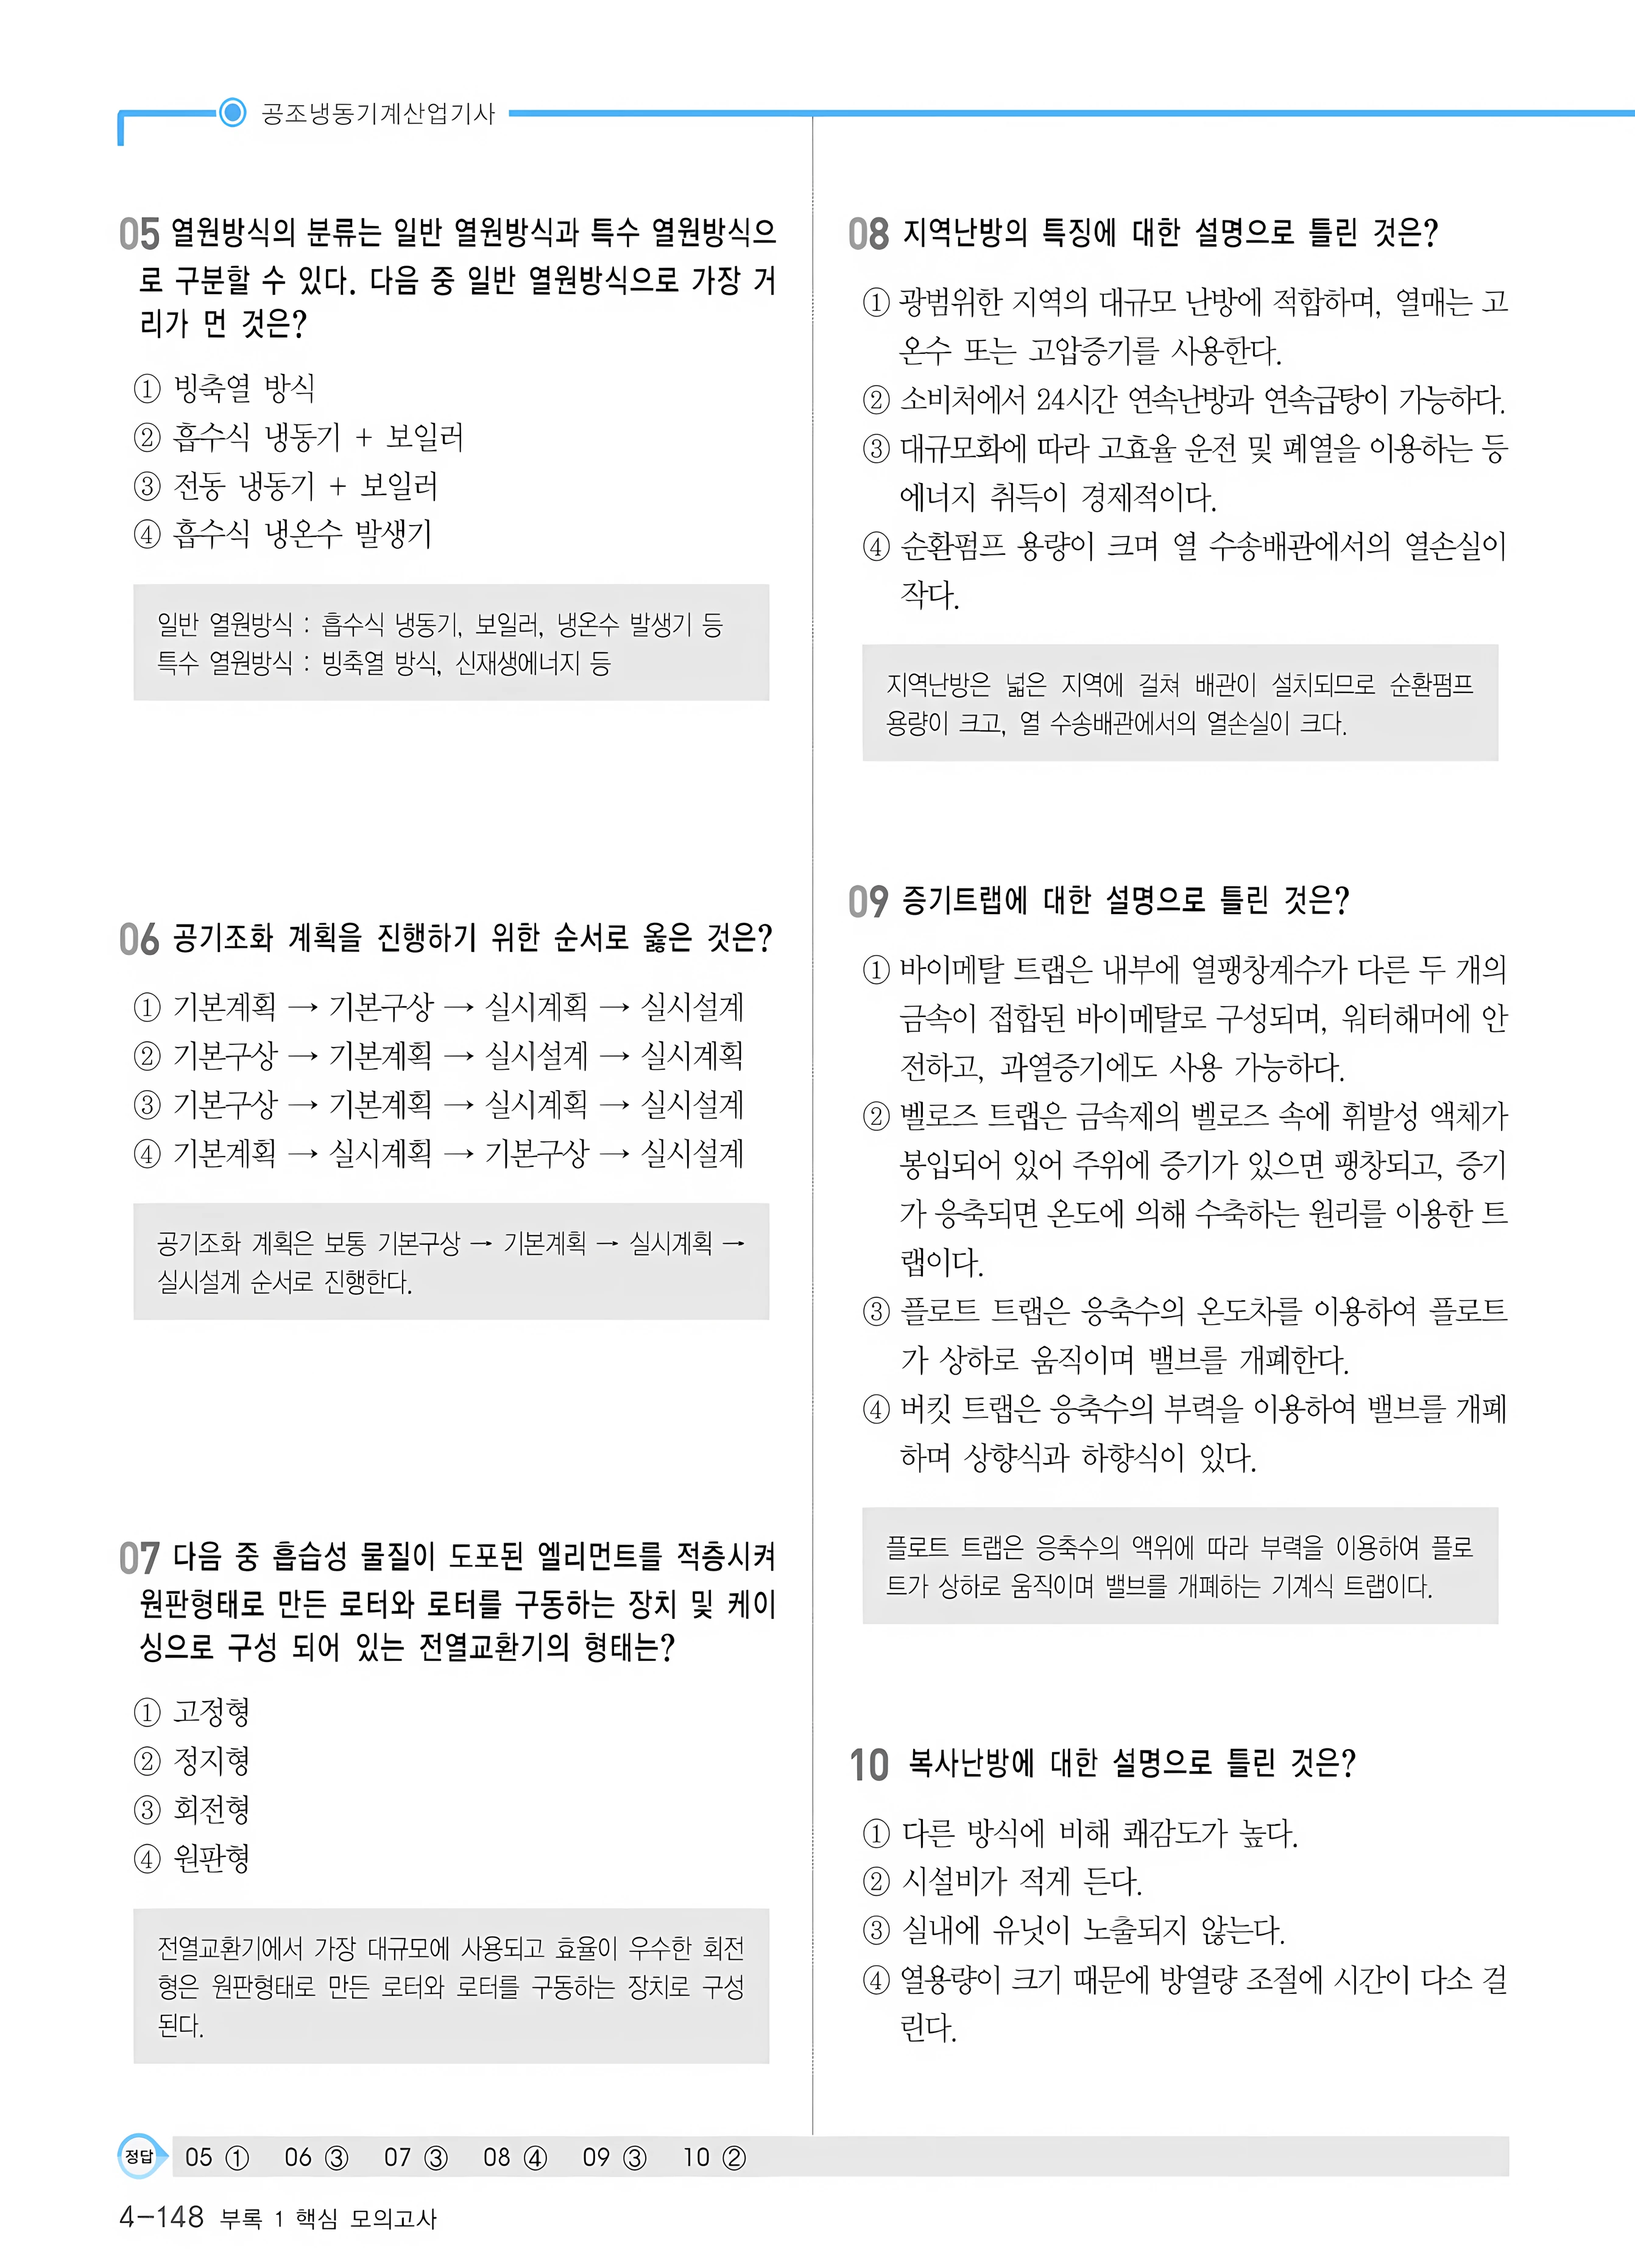 공조냉동기계산업기사
05 열원방식의 분류는 일반 열원방식과 특수 열원방식으
로 구분할 수 있다. 다음 중 일반 열원방식으로 가장 거
리가 먼 것은?
① 빙축열 방식
② 흡수식 냉동기 + 보일러
③ 전동 냉동기 + 보일러
④ 흡수식 냉온수 발생기
일반 열원방식 : 흡수식 냉동기, 보일러, 냉온수 발생기 등
특수 열원방식 : 빙축열 방식, 신재생에너지 등
06 공기조화 계획을 진행하기 위한 순서로 옳은 것은?
① 기본계획 → 기본구상 → 실시계획 → 실시설계
② 기본구상 → 기본계획 → 실시설계 → 실시계획
③ 기본구상 → 기본계획 → 실시계획 → 실시설계
④ 기본계획 → 실시계획 → 기본구상 → 실시설계
공기조화 계획은 보통 기본구상 → 기본계획 → 실시계획 →
실시설계 순서로 진행한다.
07 다음 중 흡습성 물질이 도포된 엘리먼트를 적층시켜
원판형태로 만든 로터와 로터를 구동하는 장치 및 케이
싱으로 구성 되어 있는 전열교환기의 형태는?
① 고정형
② 정지형
③ 회전형
④ 원판형
전열교환기에서 가장 대규모에 사용되고 효율이 우수한 회전
형은 원판형태로 만든 로터와 로터를 구동하는 장치로 구성
된다.
08 지역난방의 특징에 대한 설명으로 틀린 것은?
① 광범위한 지역의 대규모 난방에 적합하며, 열매는 고
온수 또는 고압증기를 사용한다.
② 소비처에서 24시간 연속난방과 연속급탕이 가능하다.
③ 대규모화에 따라 고효율 운전 및 폐열을 이용하는 등
에너지 취득이 경제적이다.
④ 순환펌프 용량이 크며 열 수송배관에서의 열손실이
작다.
지역난방은 넓은 지역에 걸쳐 배관이 설치되므로 순환펌프
용량이 크고, 열 수송배관에서의 열손실이 크다.
09 증기트랩에 대한 설명으로 틀린 것은?
① 바이메탈 트랩은 내부에 열팽창계수가 다른 두 개의
금속이 접합된 바이메탈로 구성되며, 워터해머에 안
전하고, 과열증기에도 사용 가능하다.
② 벨로즈 트랩은 금속제의 벨로즈 속에 휘발성 액체가
봉입되어 있어 주위에 증기가 있으면 팽창되고, 증기
가 응축되면 온도에 의해 수축하는 원리를 이용한 트
랩이다.
③ 플로트 트랩은 응축수의 온도차를 이용하여 플로트
가 상하로 움직이며 밸브를 개폐한다.
④ 버킷 트랩은 응축수의 부력을 이용하여 밸브를 개폐
하며 상향식과 하향식이 있다.
플로트 트랩은 응축수의 액위에 따라 부력을 이용하여 플로
트가 상하로 움직이며 밸브를 개폐하는 기계식 트랩이다.
10 복사난방에 대한 설명으로 틀린 것은?
① 다른 방식에 비해 쾌감도가 높다.
② 시설비가 적게 든다.
③ 실내에 유닛이 노출되지 않는다.
④ 열용량이 크기 때문에 방열량 조절에 시간이 다소 걸
린다.
정답 05 ① 06 ③ 07 ③ 08 ④ 09 ③ 10 ②
4-148 부록 1 핵심 모의고사